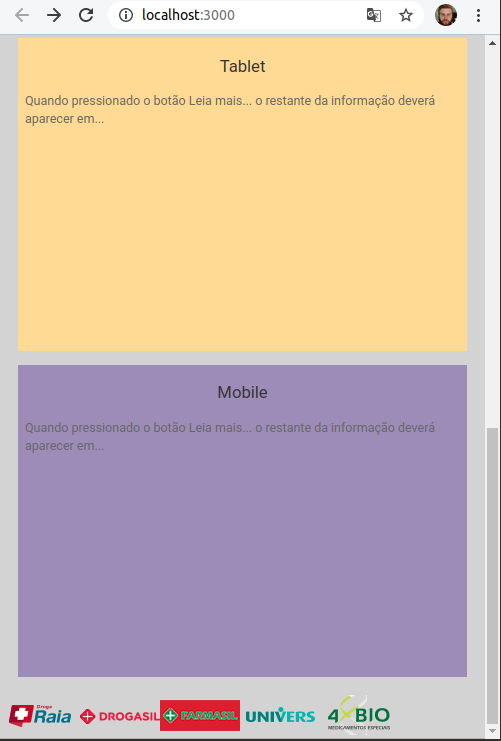 localhost:3000
Tablet
Quando pressionado o botão Leia mais... o restante da informação deverá
aparecer em...
Mobile
Quando pressionado o botão Leia mais... o restante da informação deverá
aparecer em...
Droga
Raia
DROGASIL
FARMASIL
UNIVERS
4BIO
MEDICAMENTOS ESPECIAIS